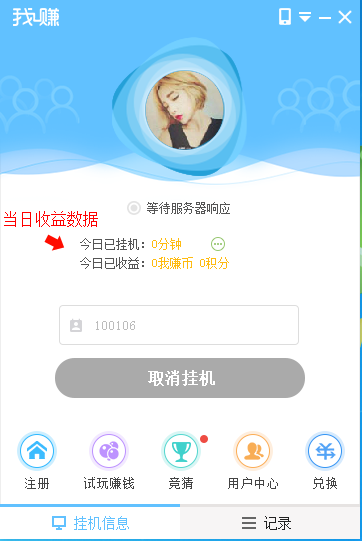 我赚
等待服务器响应
当日收益数据
今日已挂机：0分钟
今日已收益：0我赚币 0积分
100106
取消挂机
注册 试玩赚钱 竞猜 用户中心 兑换
挂机信息 记录